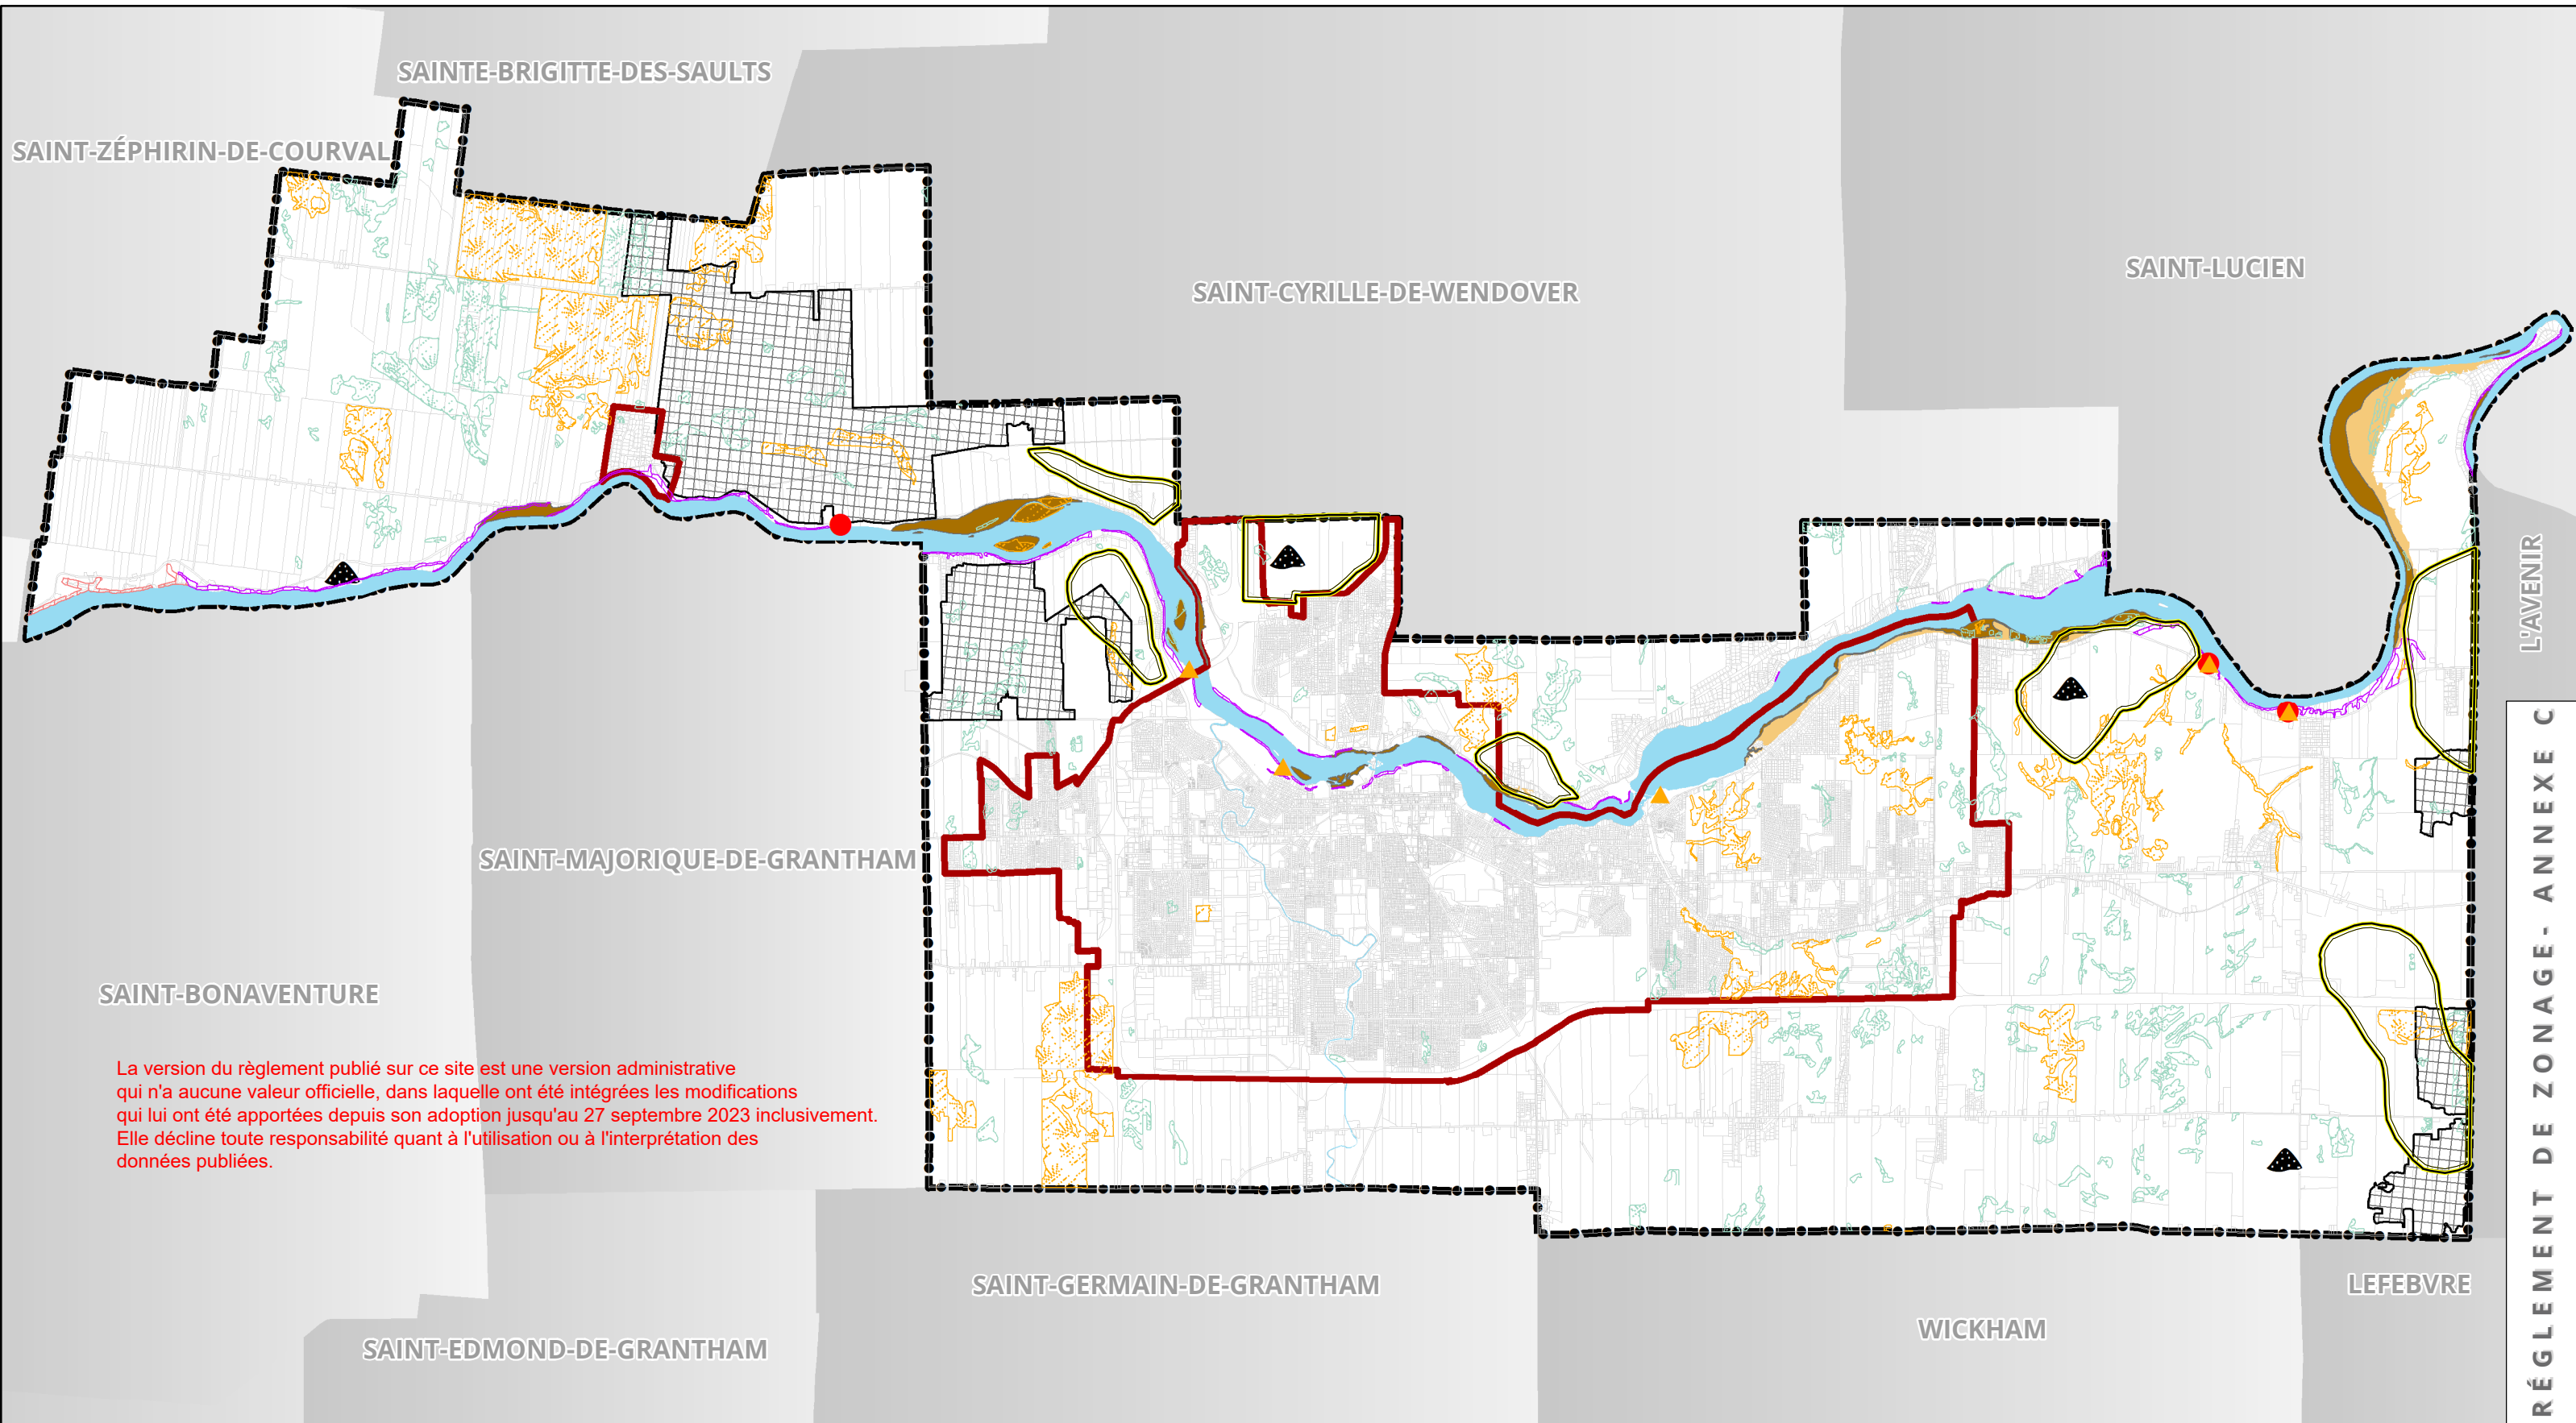 SAINTE-BRIGITTE-DES-SAULTS
SAINT-ZÉPHIRIN-DE-COURVAL
SAINT-LUCIEN
SAINT-CYRILLE-DE-WENDOVER
L'AVENIR
SAINT-MAJORIQUE-DE-GRANTHAM
SAINT-BONAVENTURE
La version du règlement publié sur ce site est une version administrative
qui n'a aucune valeur officielle, dans laquelle ont été intégrées les modifications
qui lui ont été apportées depuis son adoption jusqu'au 27 septembre 2023 inclusivement.
Elle décline toute responsabilité quant à l'utilisation ou à l'interprétation des
données publiées.
SAINT-GERMAIN-DE-GRANTHAM
LEFEBVRE
WICKHAM
SAINT-EDMOND-DE-GRANTHAM
RÉGLEMENT DE ZONAGE- ANNEXE C